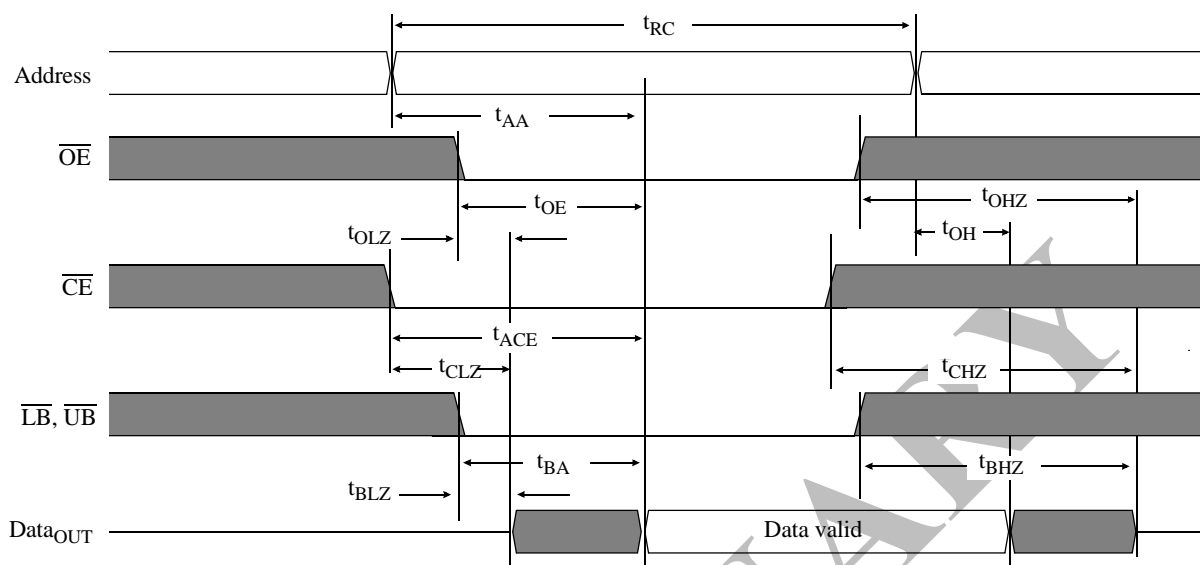 tRC
Address
tAA
OE
tOE
tOHZ
tOLZ
tOH
CE
tACE
tCLZ
tCHZ
LB, UB
tBA
tBHZ
tBLZ
DataOUT
Data valid
ARY